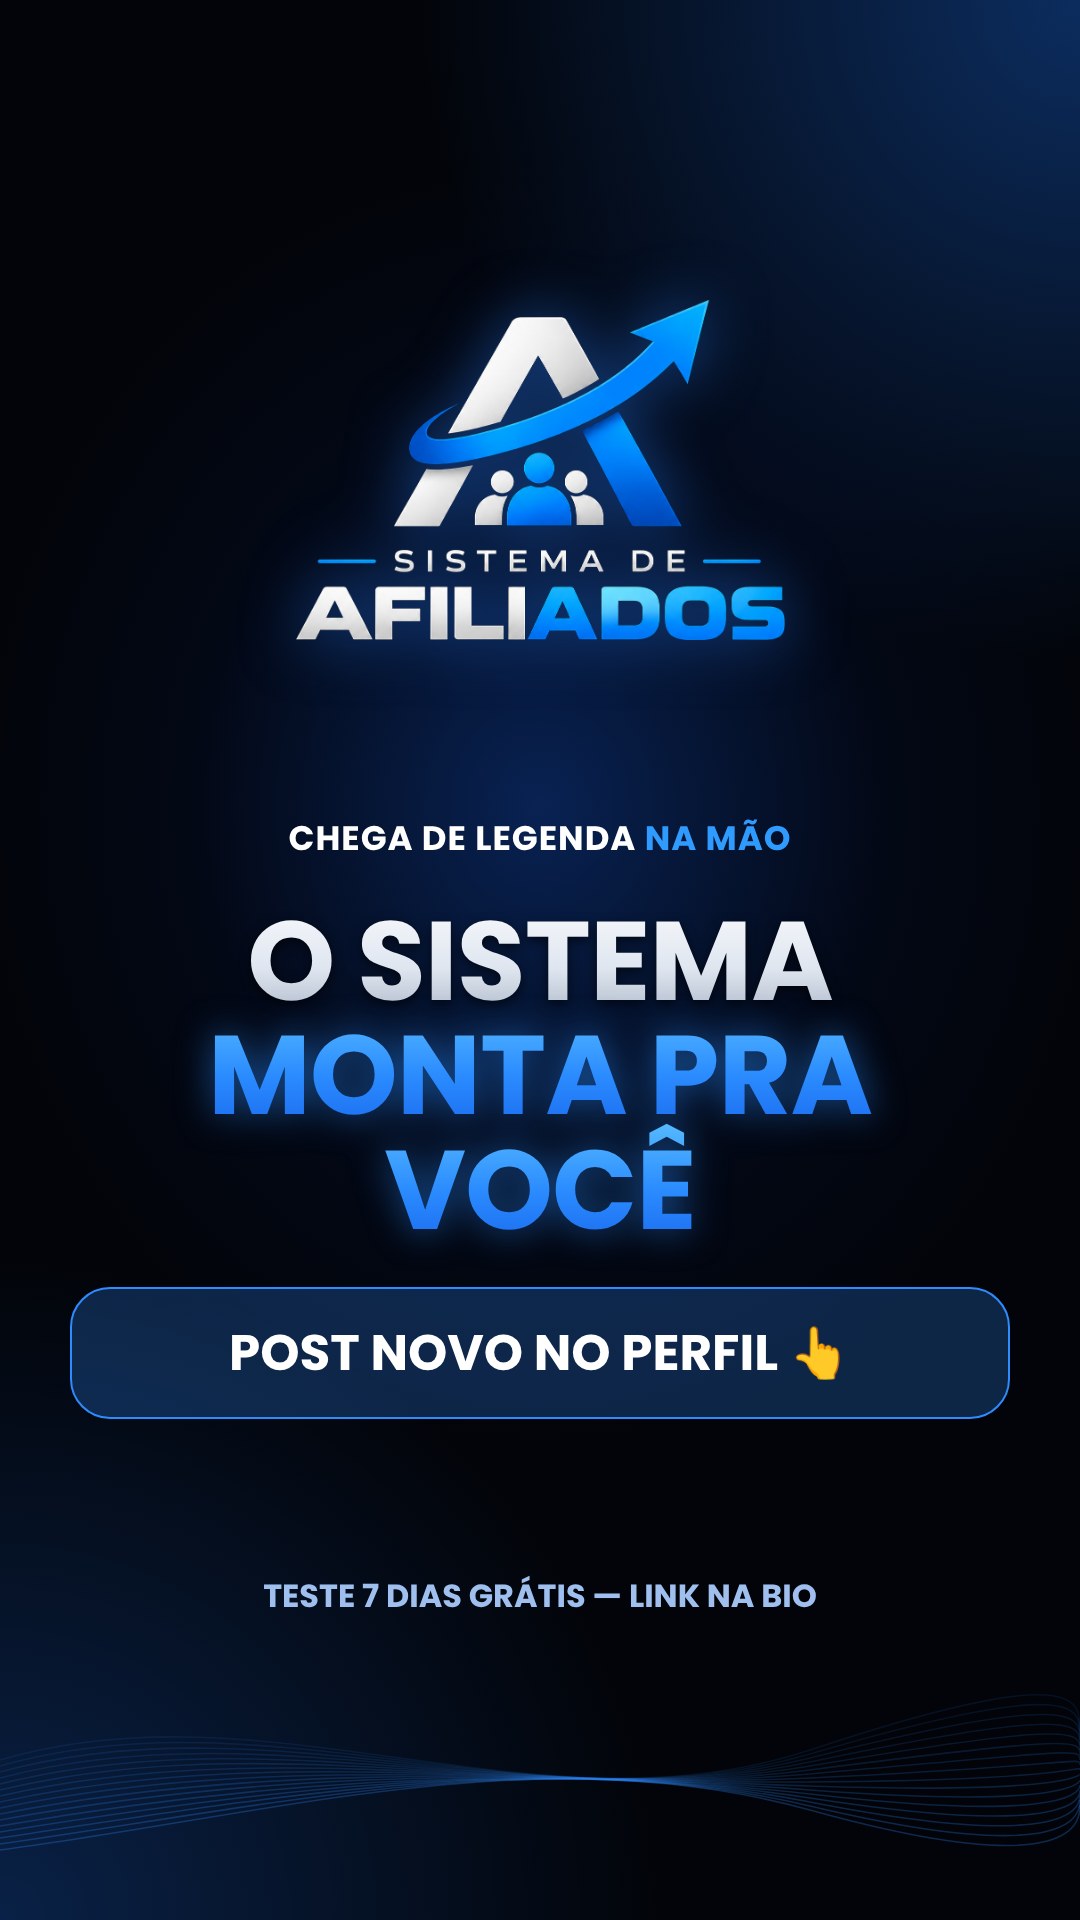 SISTEMA DE
AFILIADOS
CHEGA DE LEGENDA NA MÃO
O SISTEMA
MONTA PRA
VOCÊ
POST NOVO NO PERFIL 👆
TESTE 7 DIAS GRÁTIS — LINK NA BIO